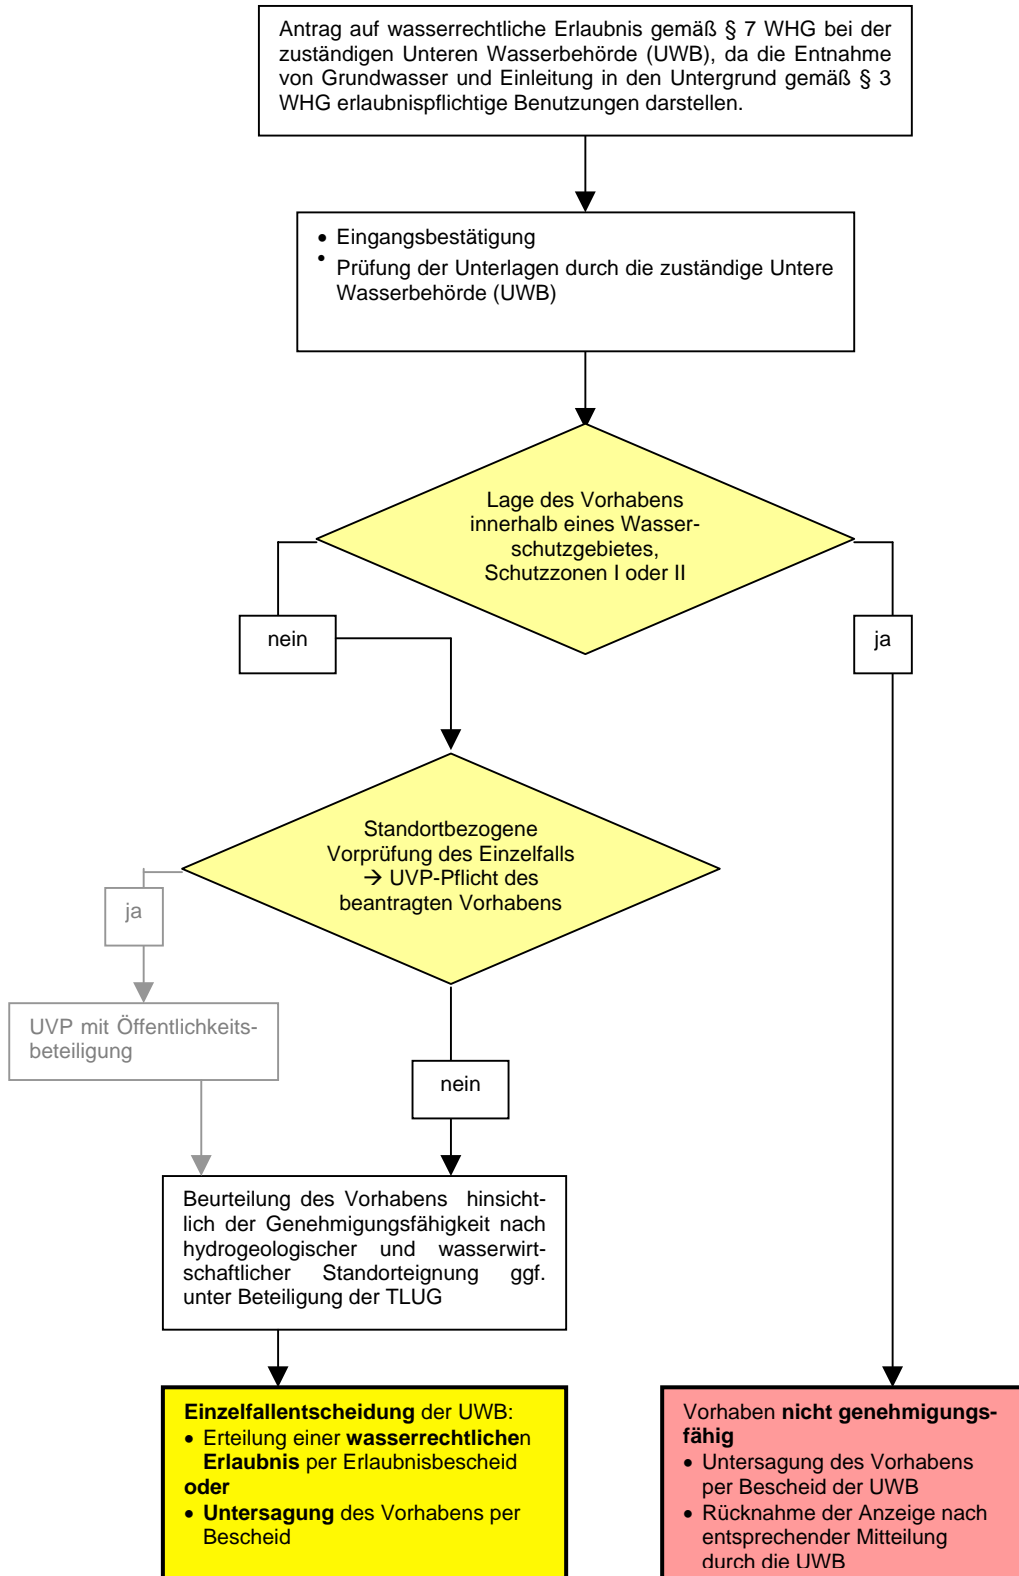 Antrag auf wasserrechtliche Erlaubnis gemäß § 7 WHG bei der
zuständigen Unteren Wasserbehörde (UWB), da die Entnahme
von Grundwasser und Einleitung in den Untergrund gemäß § 3
WHG erlaubnispflichtige Benutzungen darstellen.
• Eingangsbestätigung
• Prüfung der Unterlagen durch die zuständige Untere
Wasserbehörde (UWB)
Lage des Vorhabens
innerhalb eines Wasser-
schutzgebietes,
Schutzzonen I oder II
nein
ja
Standortbezogene
Vorprüfung des Einzelfalls
→ UVP-Pflicht des
beantragten Vorhabens
ja
UVP mit Öffentlichkeits-
beteiligung
nein
Beurteilung des Vorhabens hinsicht-
lich der Genehmigungsfähigkeit nach
hydrogeologischer und wasserwirt-
schaftlicher Standorteignung ggf.
unter Beteiligung der TLUG
Einzelfallentscheidung der UWB:
• Erteilung einer wasserrechtlichen
Erlaubnis per Erlaubnisbescheid
oder
• Untersagung des Vorhabens per
Bescheid
Vorhaben nicht genehmigungs-
fähig
• Untersagung des Vorhabens
per Bescheid der UWB
• Rücknahme der Anzeige nach
entsprechender Mitteilung
durch die UWB